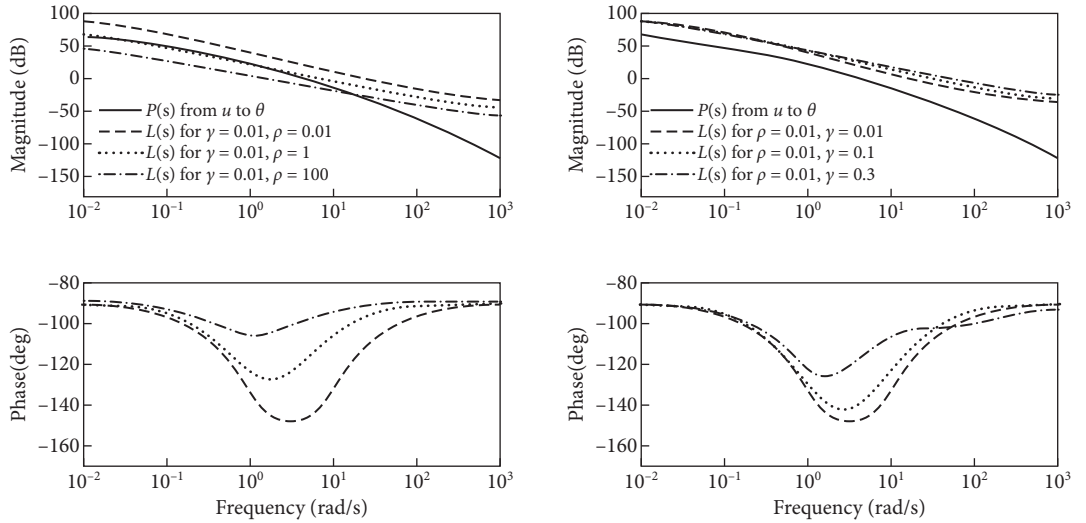 Magnitude (dB)
100
50
0
−50
−100
−150
P(s) from u to θ
L(s) for γ = 0.01, ρ = 0.01
L(s) for γ = 0.01, ρ = 1
L(s) for γ = 0.01, ρ = 100
10⁻² 10⁻¹ 10⁰ 10¹ 10² 10³
Magnitude (dB)
100
50
0
−50
−100
−150
P(s) from u to θ
L(s) for ρ = 0.01, γ = 0.01
L(s) for ρ = 0.01, γ = 0.1
L(s) for ρ = 0.01, γ = 0.3
10⁻² 10⁻¹ 10⁰ 10¹ 10² 10³
Phase(deg)
−80
−100
−120
−140
−160
10⁻² 10⁻¹ 10⁰ 10¹ 10² 10³
Frequency (rad/s)
Phase(deg)
−80
−100
−120
−140
−160
10⁻² 10⁻¹ 10⁰ 10¹ 10² 10³
Frequency (rad/s)